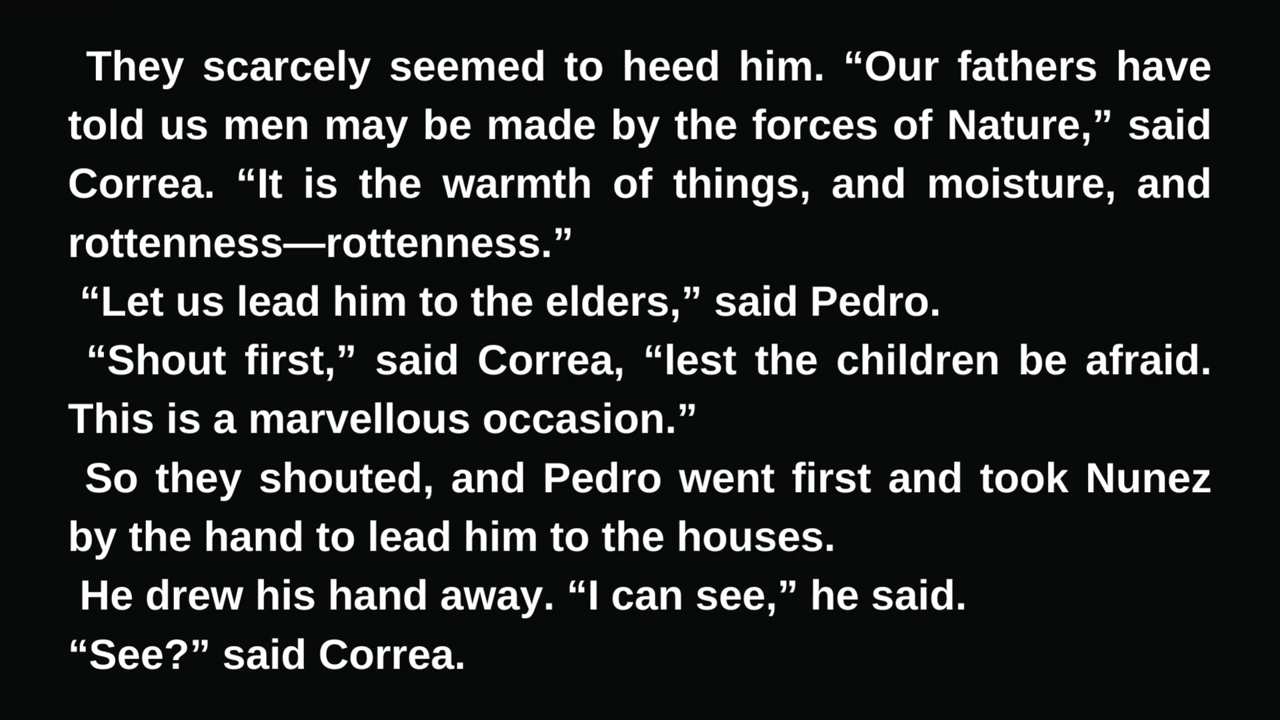 They scarcely seemed to heed him. “Our fathers have
told us men may be made by the forces of Nature,” said
Correa. “It is the warmth of things, and moisture, and
rottenness—rottenness.”
“Let us lead him to the elders,” said Pedro.
“Shout first,” said Correa, “lest the children be afraid.
This is a marvellous occasion.”
So they shouted, and Pedro went first and took Nunez
by the hand to lead him to the houses.
He drew his hand away. “I can see,” he said.
“See?” said Correa.